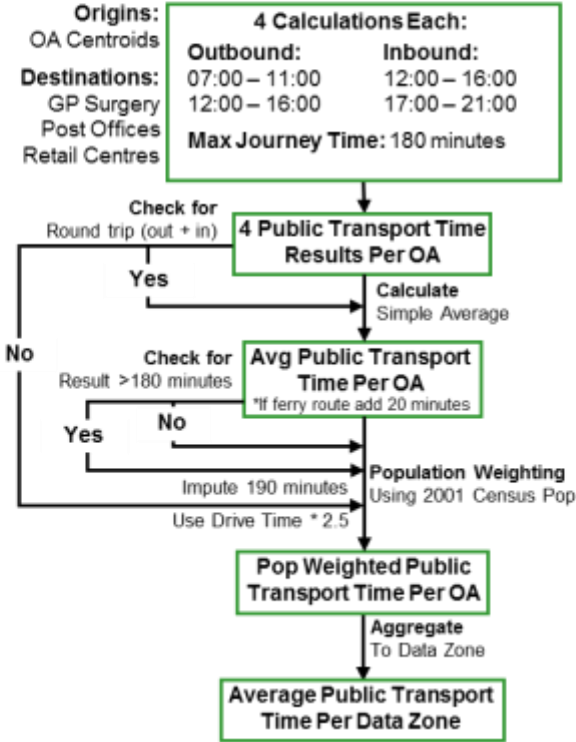 Origins:
OA Centroids
Destinations:
GP Surgery
Post Offices
Retail Centres
4 Calculations Each:
Outbound: Inbound:
07:00 – 11:00 12:00 – 16:00
12:00 – 16:00 17:00 – 21:00
Max Journey Time: 180 minutes
Check for
Round trip (out + in)
4 Public Transport Time
Results Per OA
Yes
Calculate
Simple Average
No
Check for
Result >180 minutes
Avg Public Transport
Time Per OA
*If ferry route add 20 minutes
No
Yes
Impute 190 minutes
Population Weighting
Using 2001 Census Pop
Use Drive Time * 2.5
Pop Weighted Public
Transport Time Per OA
Aggregate
To Data Zone
Average Public Transport
Time Per Data Zone